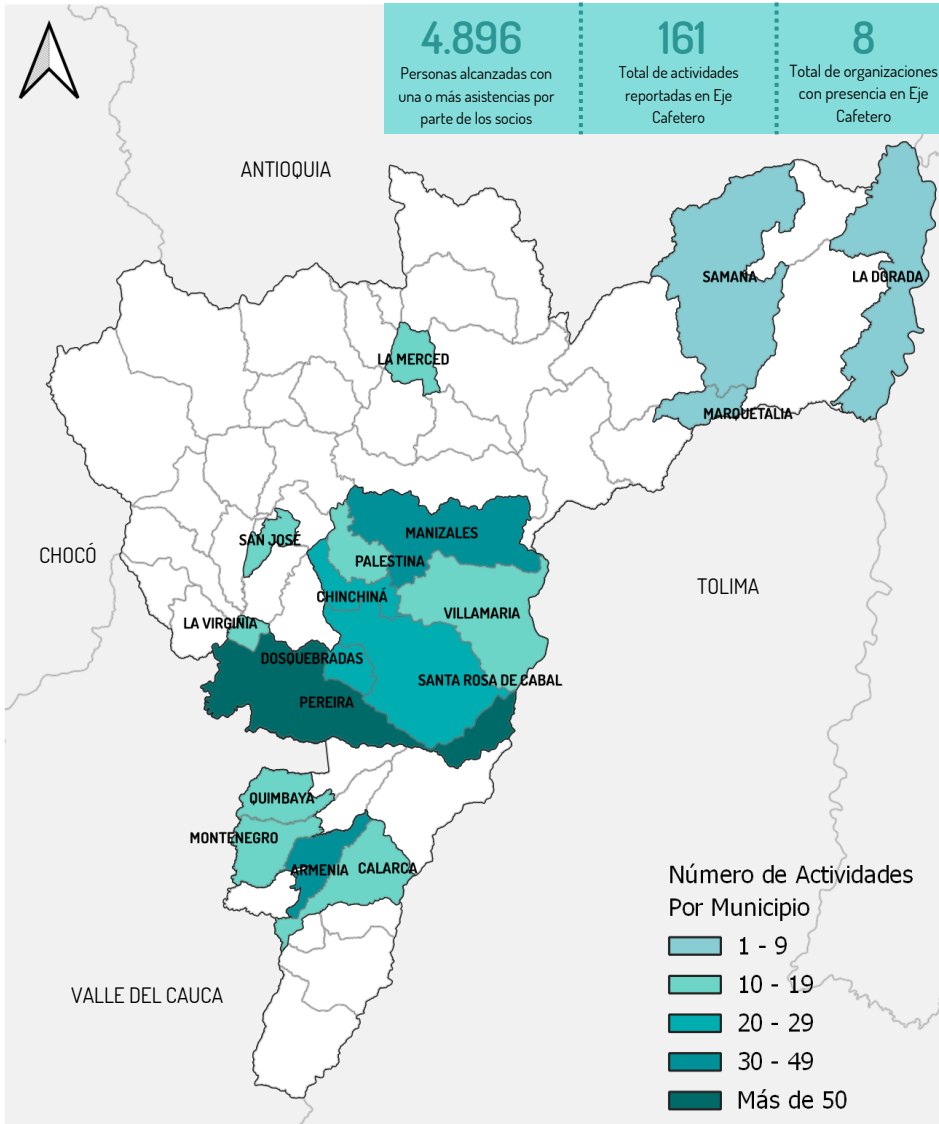 4.896
Personas alcanzadas con
una o más asistencias por
parte de los socios
161
Total de actividades
reportadas en Eje
Cafetero
8
Total de organizaciones
con presencia en Eje
Cafetero
ANTIOQUIA
SAMANA
LA DORADA
LA MERCED
MARQUETALIA
MANIZALES
SAN JOSÉ
CHOCÓ
PALESTINA
TOLIMA
CHINCHINÁ
VILLAMARIA
LA VIRGINIA
DOSQUEBRADAS
SANTA ROSA DE CABAL
PEREIRA
QUIMBAYA
MONTENEGRO
ARMENIA
CALARCA
VALLE DEL CAUCA
Número de Actividades
Por Municipio
1 - 9
10 - 19
20 - 29
30 - 49
Más de 50